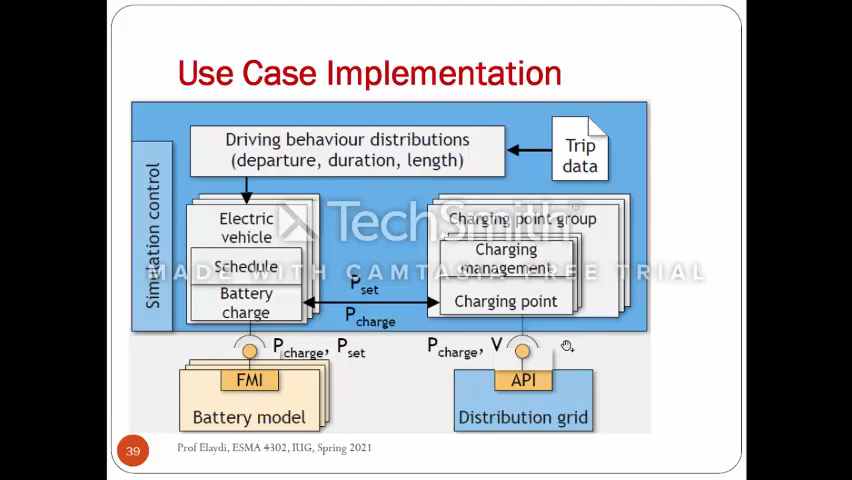 Use Case Implementation
Driving behaviour distributions
(departure, duration, length)
Trip
data
Simulation control
Electric
vehicle
Schedule
Battery
charge
Pset
Pcharge
Charging point group
Charging
management
Charging point
TechSmith
MADE WITH CAMTASIA FREE TRIAL
Pcharge, Pset
Pcharge, V
FMI
Battery model
API
Distribution grid
39
Prof Elaydi, ESMA 4302, IUG, Spring 2021